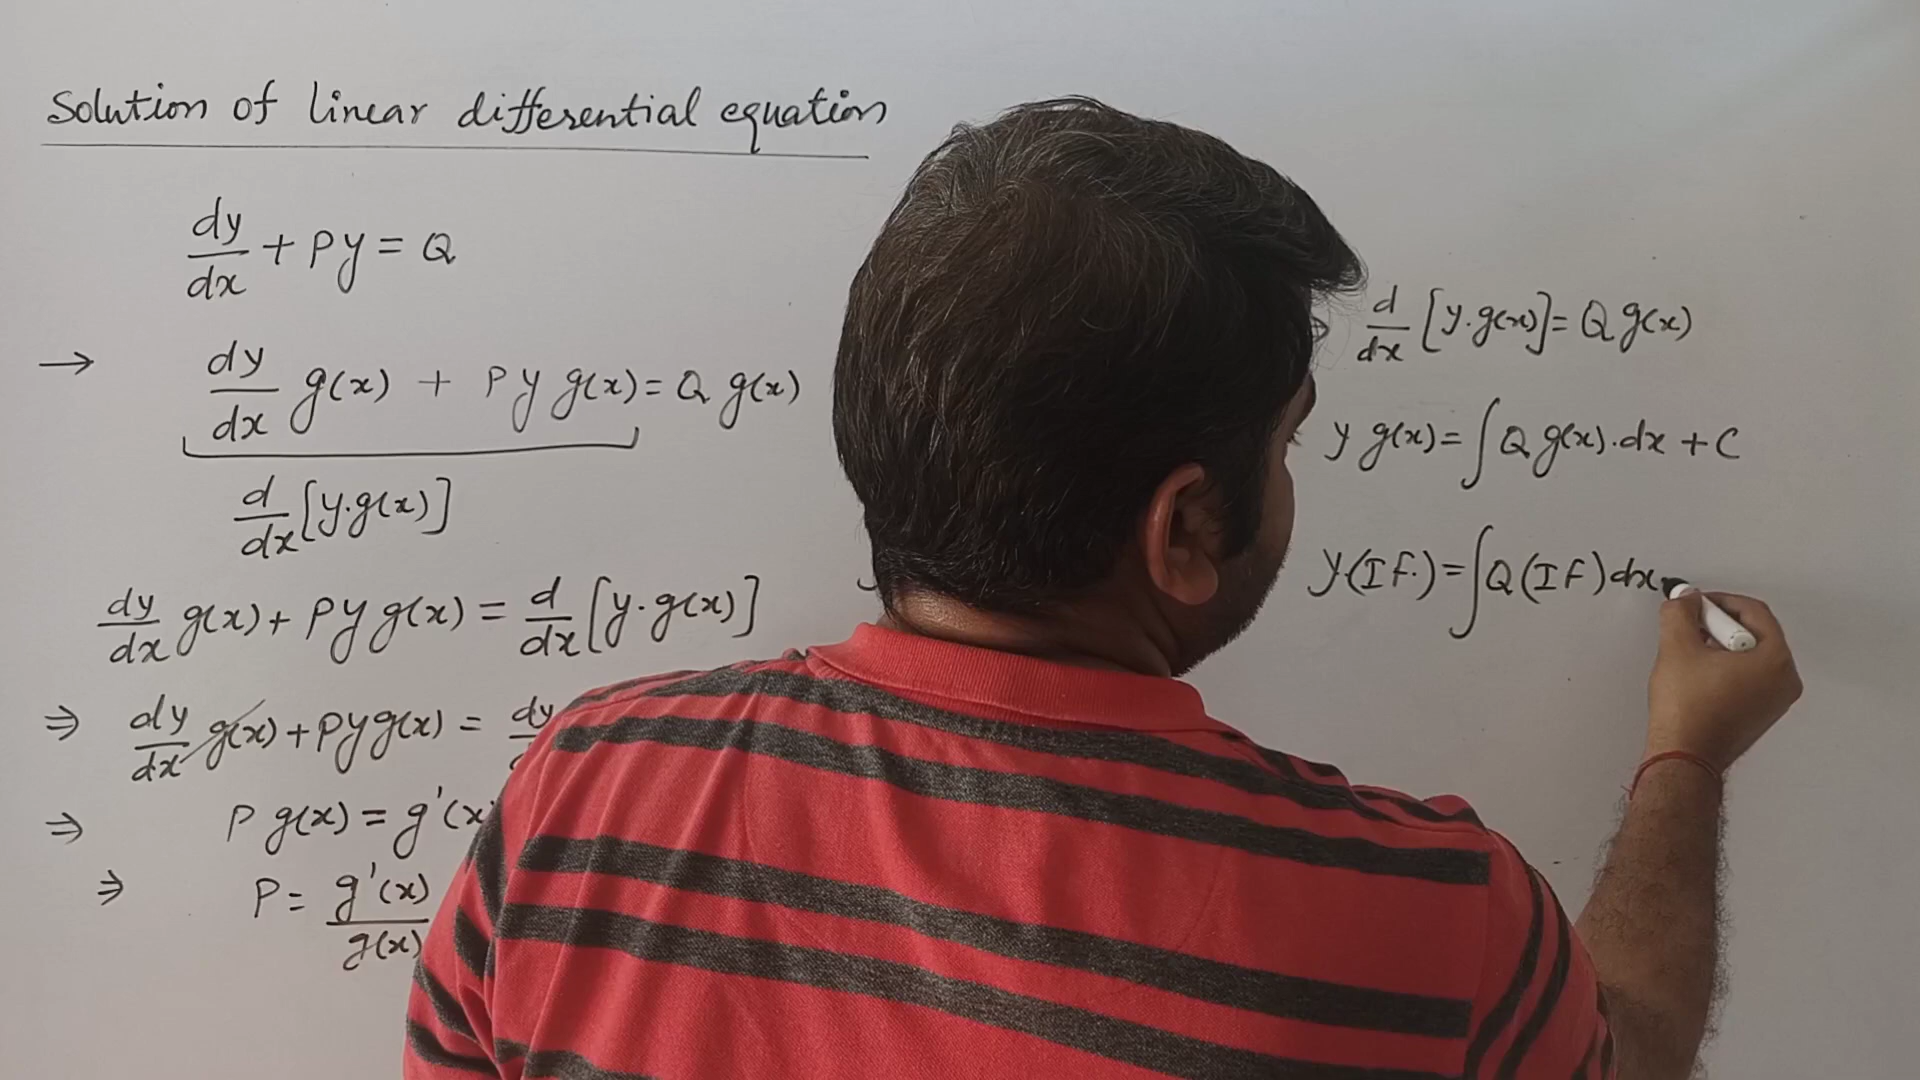 Solution of linear differential equation
dy/dx + Py = Q
→ dy/dx g(x) + Py g(x) = Q g(x)
d/dx [y·g(x)]
dy/dx g(x) + Py g(x) = d/dx [y·g(x)]
⇒ dy/dx g(x) + Py g(x) = dy
⇒ P g(x) = g'(x
⇒ P = g'(x)/g(x)
d/dx [y·g(x)] = Q g(x)
y g(x) = ∫ Q g(x)·dx + C
y·(I F.) = ∫ Q (I F) dx